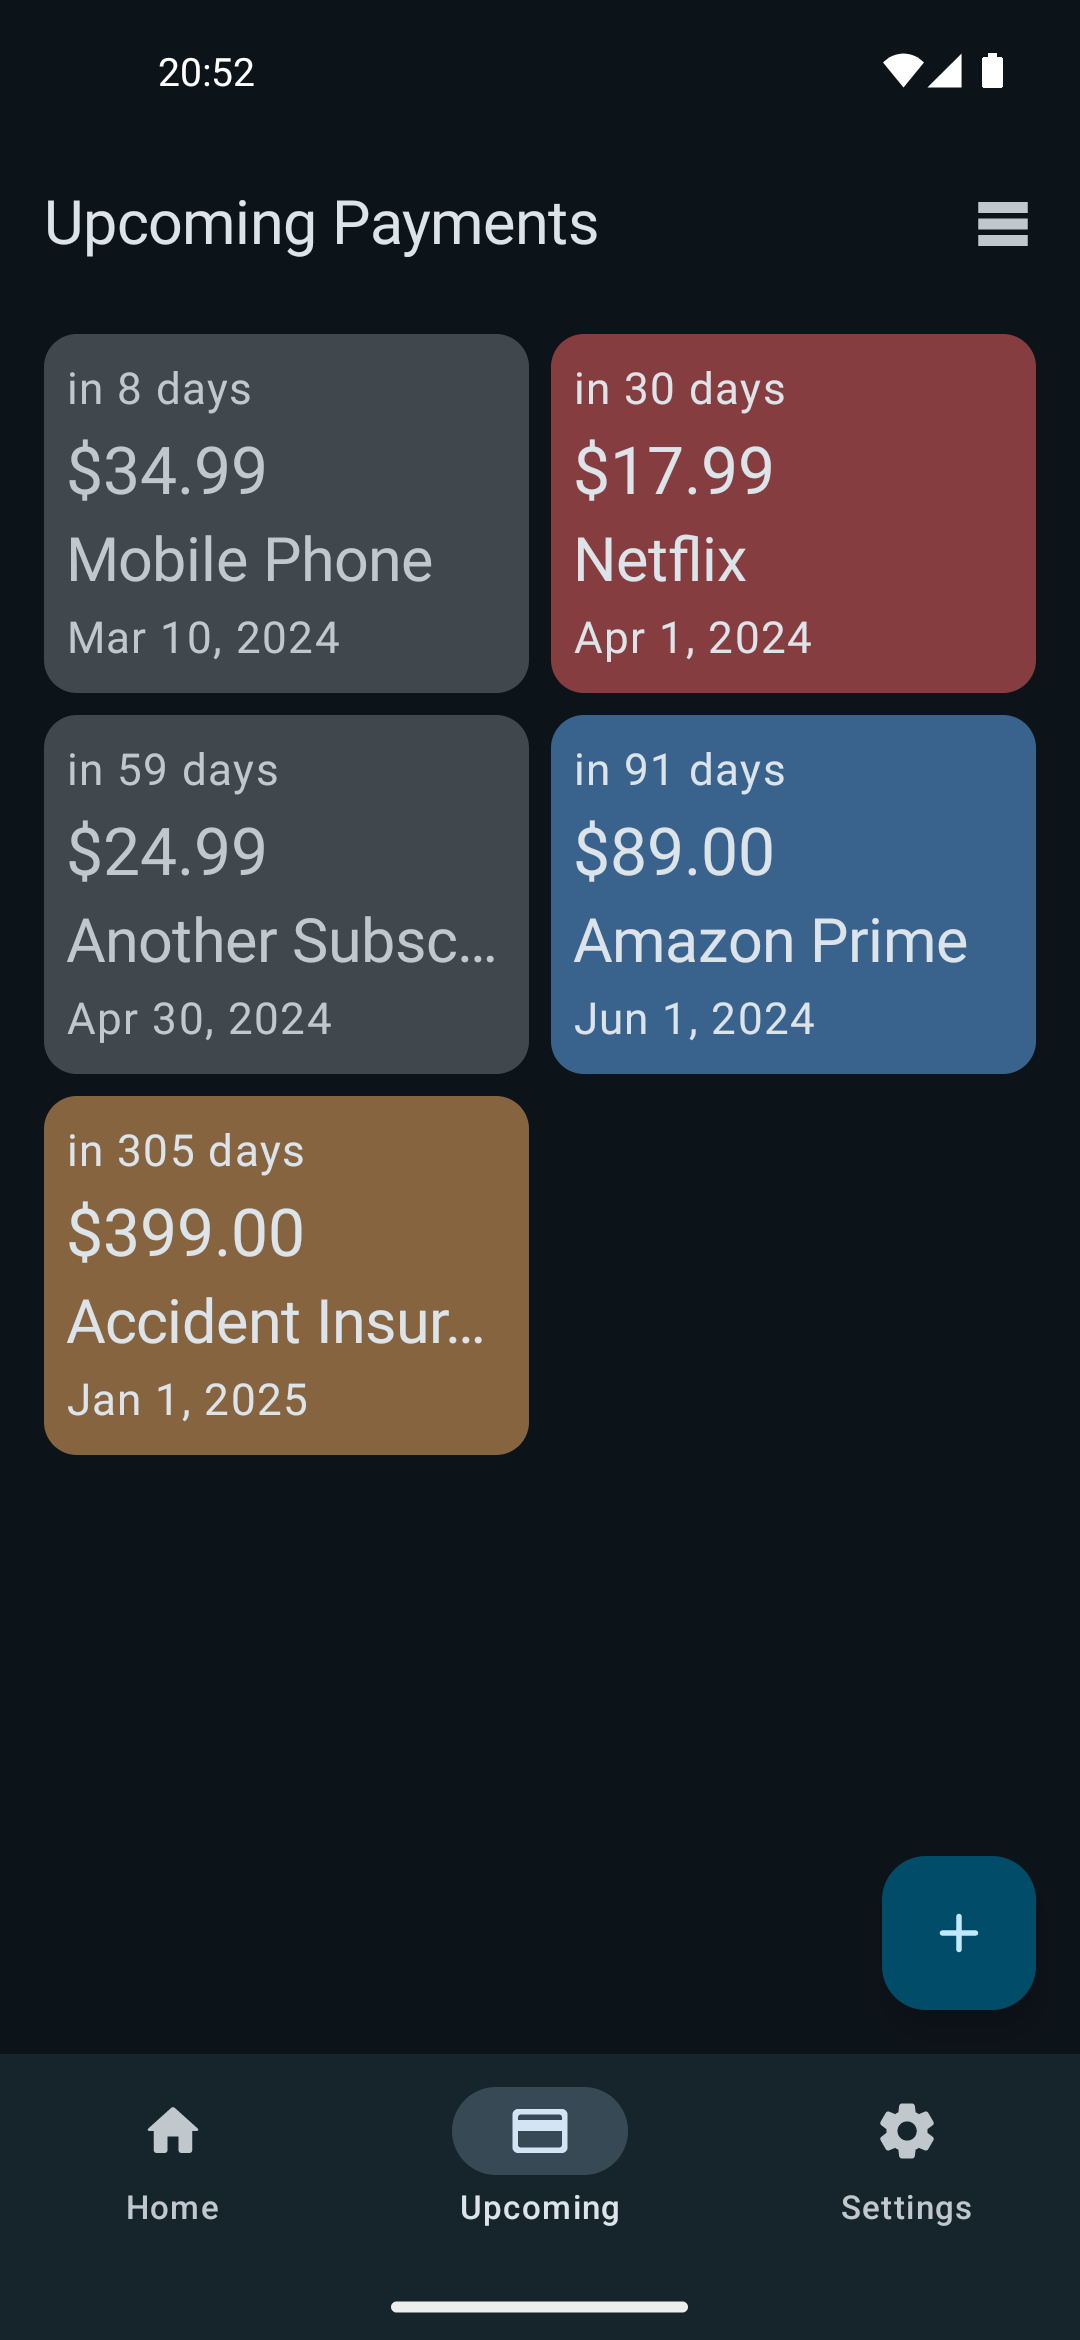 20:52
Upcoming Payments
in 8 days
$34.99
Mobile Phone
Mar 10, 2024
in 30 days
$17.99
Netflix
Apr 1, 2024
in 59 days
$24.99
Another Subsc...
Apr 30, 2024
in 91 days
$89.00
Amazon Prime
Jun 1, 2024
in 305 days
$399.00
Accident Insur...
Jan 1, 2025
Home
Upcoming
Settings